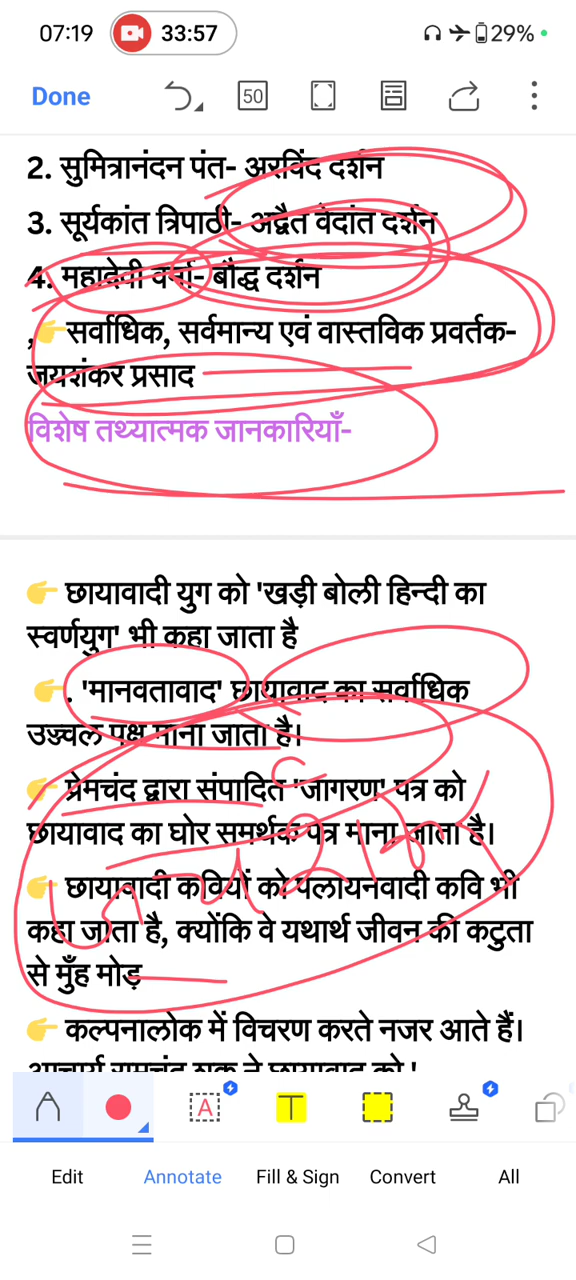 07:19 33:57 29%
Done 50
2. सुमित्रानंदन पंत- अरविंद दर्शन
3. सूर्यकांत त्रिपाठी- अद्वैत वेदांत दर्शन
4. महादेवी वर्मा- बौद्ध दर्शन
,👉सर्वाधिक, सर्वमान्य एवं वास्तविक प्रवर्तक-
जयशंकर प्रसाद
विशेष तथ्यात्मक जानकारियाँ-
👉 छायावादी युग को 'खड़ी बोली हिन्दी का
स्वर्णयुग' भी कहा जाता है
👉. 'मानवतावाद' छायावाद का सर्वाधिक
उज्ज्वल पक्ष माना जाता है।
👉 प्रेमचंद द्वारा संपादित 'जागरण' पत्र को
छायावाद का घोर समर्थक पत्र माना जाता है।
👉 छायावादी कवियों को पलायनवादी कवि भी
कहा जाता है, क्योंकि वे यथार्थ जीवन की कटुता
से मुँह मोड़
👉 कल्पनालोक में विचरण करते नजर आते हैं।
A T
Edit Annotate Fill & Sign Convert All